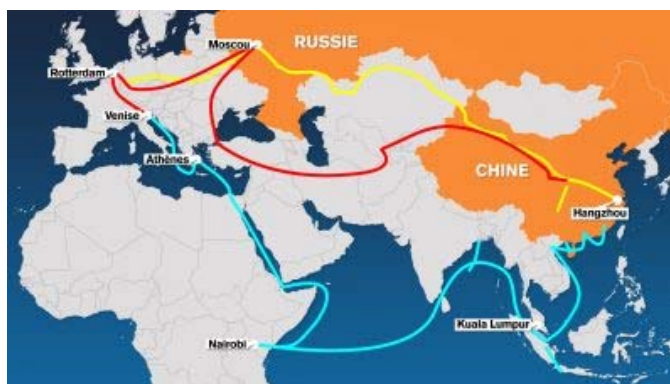 Moscou
RUSSIE
Rotterdam
Venise
Athènes
CHINE
Hangzhou
Kuala Lumpur
Nairobi